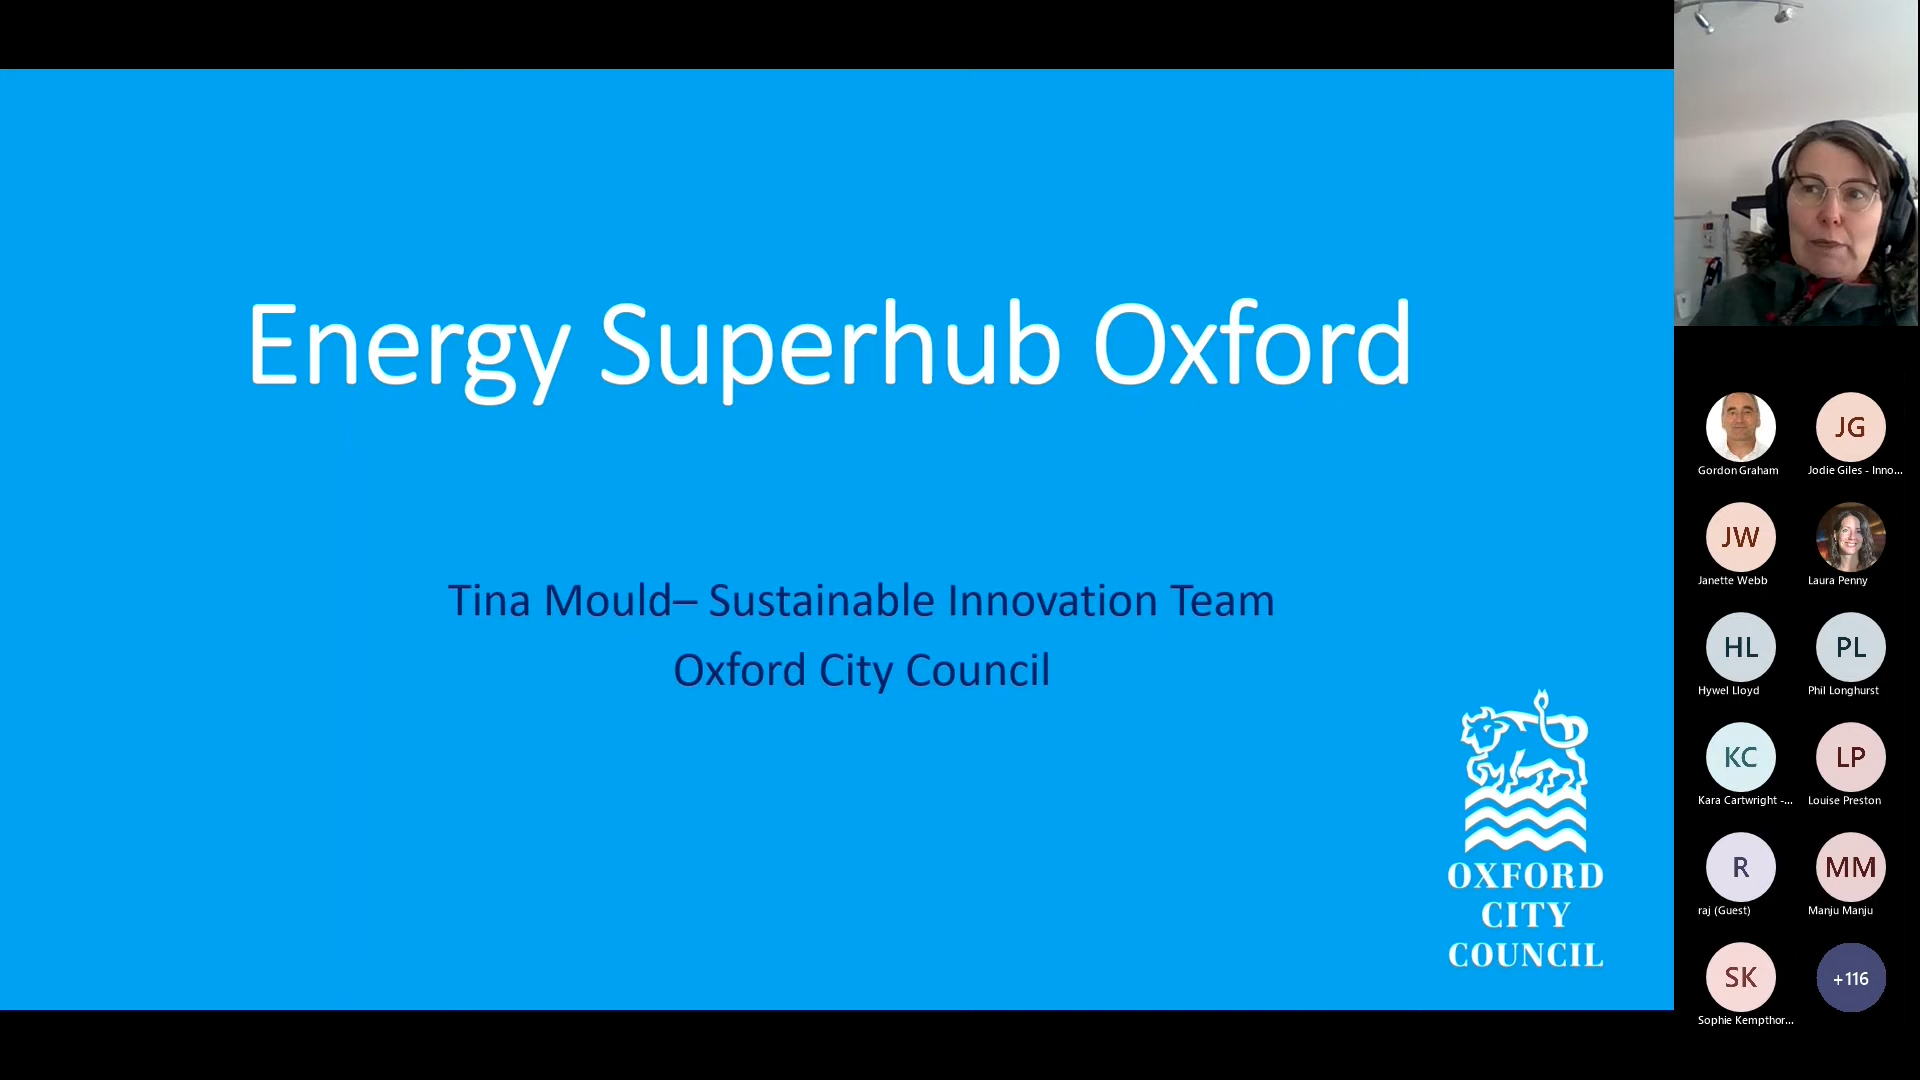 Energy Superhub Oxford
Tina Mould– Sustainable Innovation Team
Oxford City Council
OXFORD
CITY
COUNCIL
Gordon Graham
JG
Jodie Giles - Inno...
JW
Janette Webb
Laura Penny
HL
Hywel Lloyd
PL
Phil Longhurst
KC
Kara Cartwright -...
LP
Louise Preston
R
raj (Guest)
MM
Manju Manju
SK
Sophie Kempthor...
+116